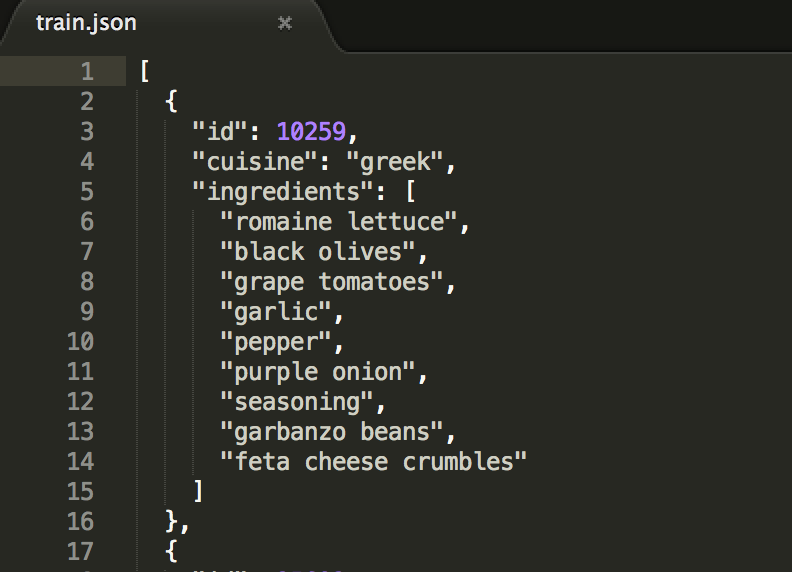 train.json
1 [
2 {
3 "id": 10259,
4 "cuisine": "greek",
5 "ingredients": [
6 "romaine lettuce",
7 "black olives",
8 "grape tomatoes",
9 "garlic",
10 "pepper",
11 "purple onion",
12 "seasoning",
13 "garbanzo beans",
14 "feta cheese crumbles"
15 ]
16 },
17 {